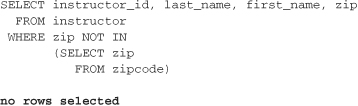 SELECT instructor_id, last_name, first_name, zip
  FROM instructor
 WHERE zip NOT IN
       (SELECT zip
          FROM zipcode)
no rows selected